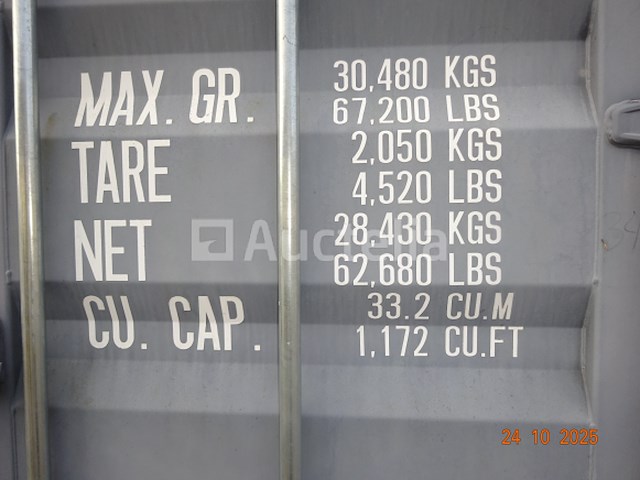 MAX. GR. 30,480 KGS
67,200 LBS
TARE 2,050 KGS
4,520 LBS
NET 28,430 KGS
62,680 LBS
CU. CAP. 33.2 CU.M
1,172 CU.FT
Auctelia
24 10 2025